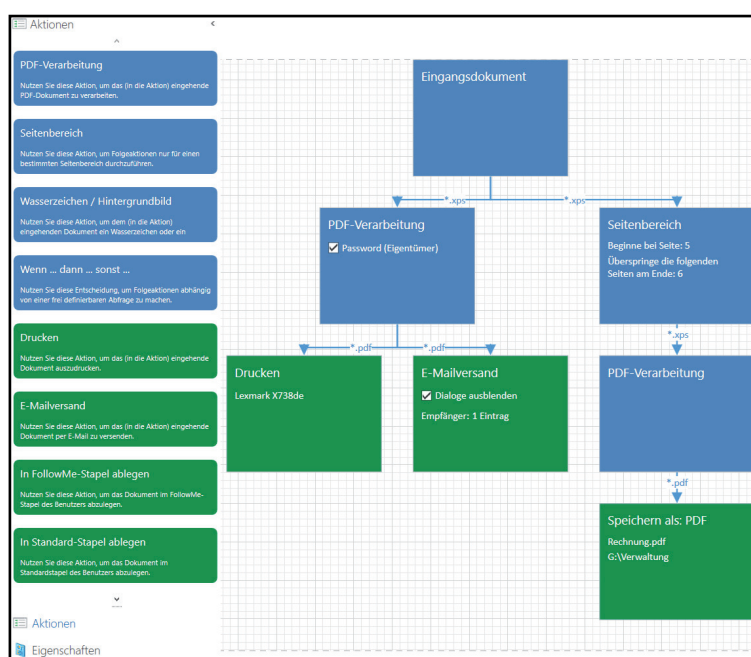 Aktionen
PDF-Verarbeitung
Nutzen Sie diese Aktion, um das (in die Aktion) eingehende
PDF-Dokument zu verarbeiten.
Seitenbereich
Nutzen Sie diese Aktion, um Folgeaktionen nur für einen
bestimmten Seitenbereich durchzuführen.
Wasserzeichen / Hintergrundbild
Nutzen Sie diese Aktion, um dem (in die Aktion)
eingehenden Dokument ein Wasserzeichen oder ein
Wenn ... dann ... sonst ...
Nutzen Sie diese Entscheidung, um Folgeaktionen abhängig
von einer frei definierbaren Abfrage zu machen.
Drucken
Nutzen Sie diese Aktion, um das (in die Aktion) eingehende
Dokument auszudrucken.
E-Mailversand
Nutzen Sie diese Aktion, um das (in die Aktion) eingehende
Dokument per E-Mail zu versenden.
In FollowMe-Stapel ablegen
Nutzen Sie diese Aktion, um das Dokument im FollowMe-
Stapel des Benutzers abzulegen.
In Standard-Stapel ablegen
Nutzen Sie diese Aktion, um das Dokument im
Standardstapel des Benutzers abzulegen.
Aktionen
Eigenschaften
Eingangsdokument
*.xps
*.xps
PDF-Verarbeitung
Password (Eigentümer)
Seitenbereich
Beginne bei Seite: 5
Überspringe die folgenden
Seiten am Ende: 6
*.pdf
*.pdf
*.xps
Drucken
Lexmark X738de
E-Mailversand
Dialoge ausblenden
Empfänger: 1 Eintrag
PDF-Verarbeitung
*.pdf
Speichern als: PDF
Rechnung.pdf
G:\Verwaltung